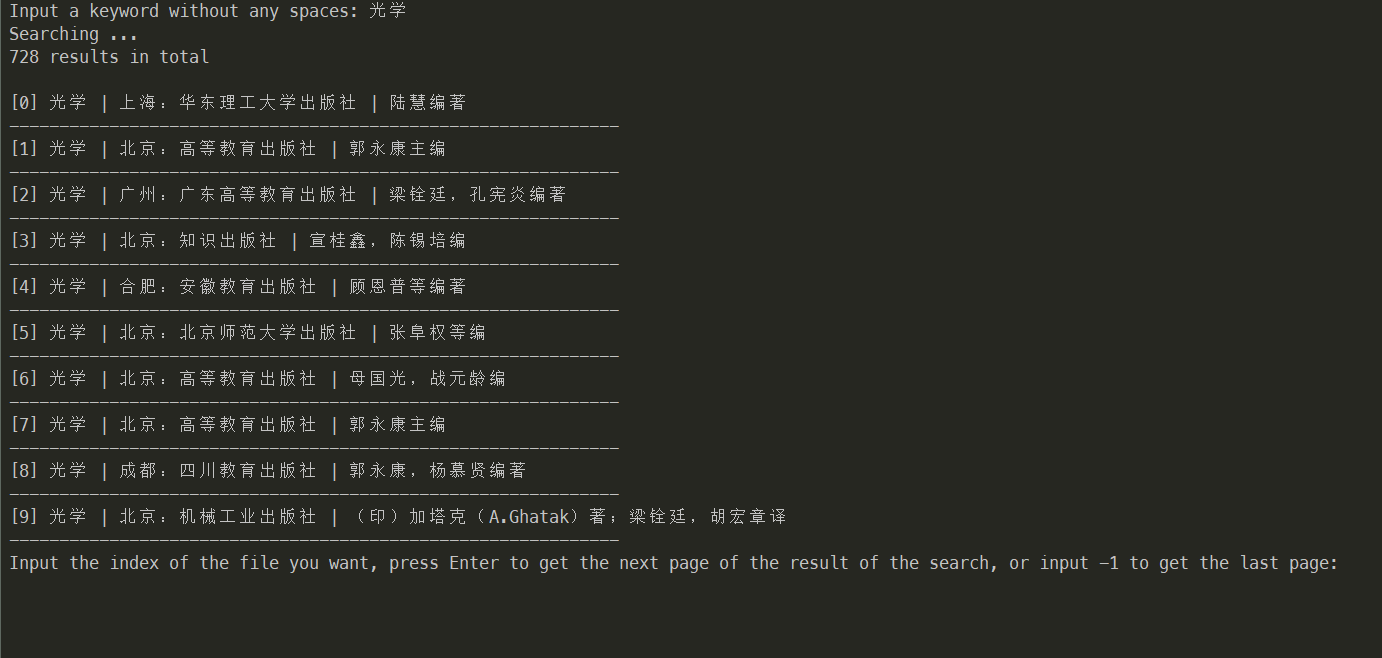 Input a keyword without any spaces: 光学
Searching ...
728 results in total
[0] 光学 | 上海：华东理工大学出版社 | 陆慧编著
-------------------------------------------------------------
[1] 光学 | 北京：高等教育出版社 | 郭永康主编
-------------------------------------------------------------
[2] 光学 | 广州：广东高等教育出版社 | 梁铨廷，孔宪炎编著
-------------------------------------------------------------
[3] 光学 | 北京：知识出版社 | 宣桂鑫，陈锡培编
-------------------------------------------------------------
[4] 光学 | 合肥：安徽教育出版社 | 顾恩普等编著
-------------------------------------------------------------
[5] 光学 | 北京：北京师范大学出版社 | 张阜权等编
-------------------------------------------------------------
[6] 光学 | 北京：高等教育出版社 | 母国光，战元龄编
-------------------------------------------------------------
[7] 光学 | 北京：高等教育出版社 | 郭永康主编
-------------------------------------------------------------
[8] 光学 | 成都：四川教育出版社 | 郭永康，杨慕贤编著
-------------------------------------------------------------
[9] 光学 | 北京：机械工业出版社 | （印）加塔克（A.Ghatak）著；梁铨廷，胡宏章译
-------------------------------------------------------------
Input the index of the file you want, press Enter to get the next page of the result of the search, or input -1 to get the last page: